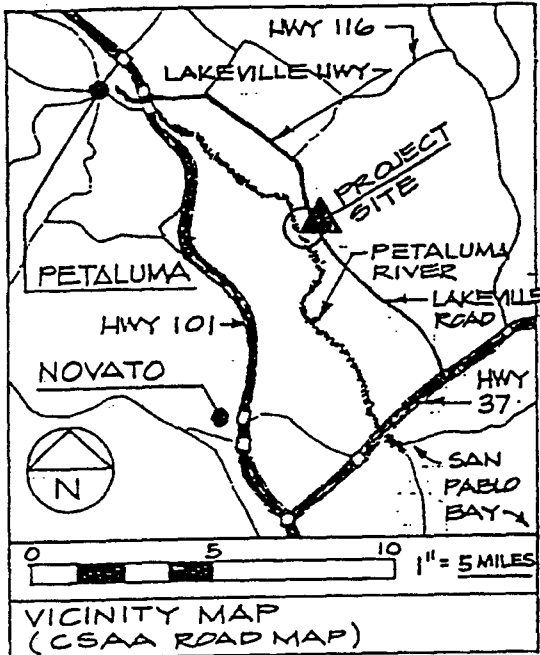 HWY 116
LAKEVILLE HWY
PROJECT
SITE
PETALUMA
PETALUMA
RIVER
LAKEVILLE
ROAD
HWY 101
NOVATO
HWY
37
N
SAN
PABLO
BAY
0 5 10
1" = 5 MILES
VICINITY MAP
(CSAA ROAD MAP)